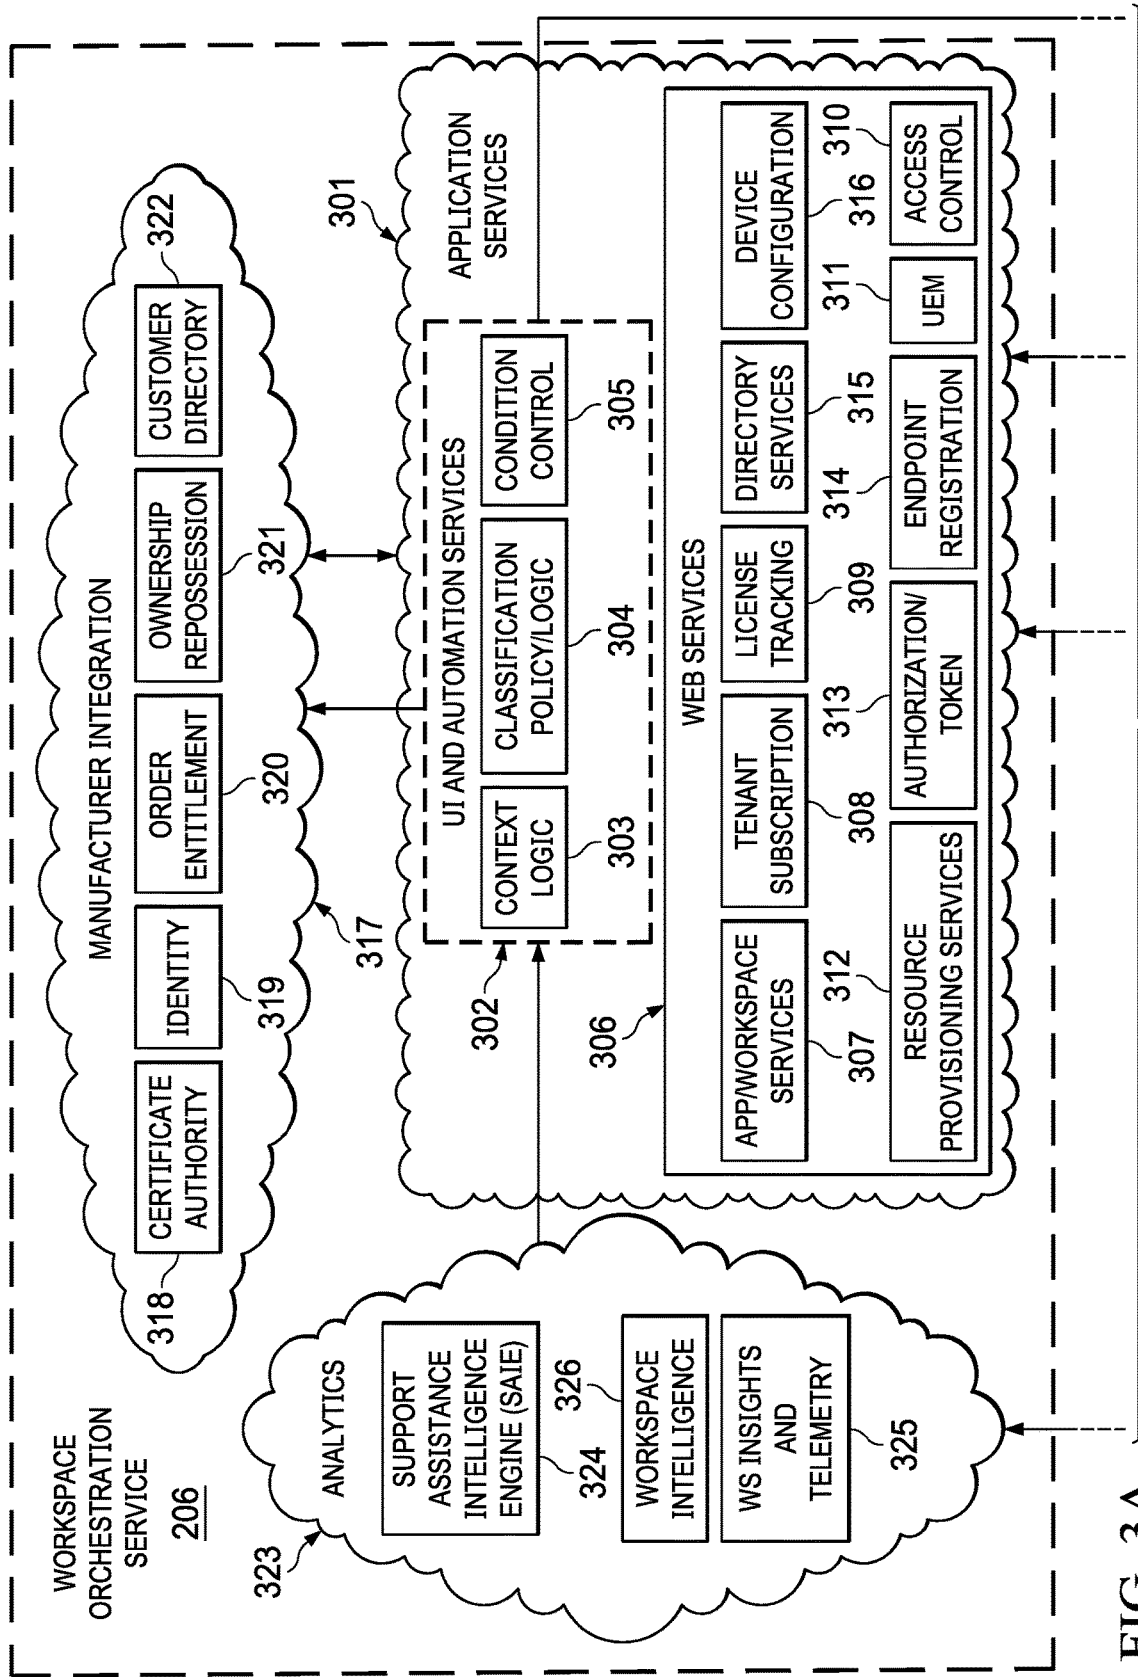 WORKSPACE
ORCHESTRATION
SERVICE
206
MANUFACTURER INTEGRATION
CERTIFICATE
AUTHORITY
318
IDENTITY
319
ORDER
ENTITLEMENT
320
OWNERSHIP
REPOSSESSION
321
CUSTOMER
DIRECTORY
322
317
323
ANALYTICS
SUPPORT
ASSISTANCE
INTELLIGENCE
ENGINE (SAIE)
324
326
WORKSPACE
INTELLIGENCE
WS INSIGHTS
AND
TELEMETRY
325
301
APPLICATION
SERVICES
302
UI AND AUTOMATION SERVICES
CONTEXT
LOGIC
303
CLASSIFICATION
POLICY/LOGIC
304
CONDITION
CONTROL
305
306
WEB SERVICES
APP/WORKSPACE
SERVICES
307
TENANT
SUBSCRIPTION
308
LICENSE
TRACKING
309
DIRECTORY
SERVICES
315
DEVICE
CONFIGURATION
316
312
RESOURCE
PROVISIONING SERVICES
313
AUTHORIZATION/
TOKEN
314
ENDPOINT
REGISTRATION
311
UEM
310
ACCESS
CONTROL
FIG. 3A